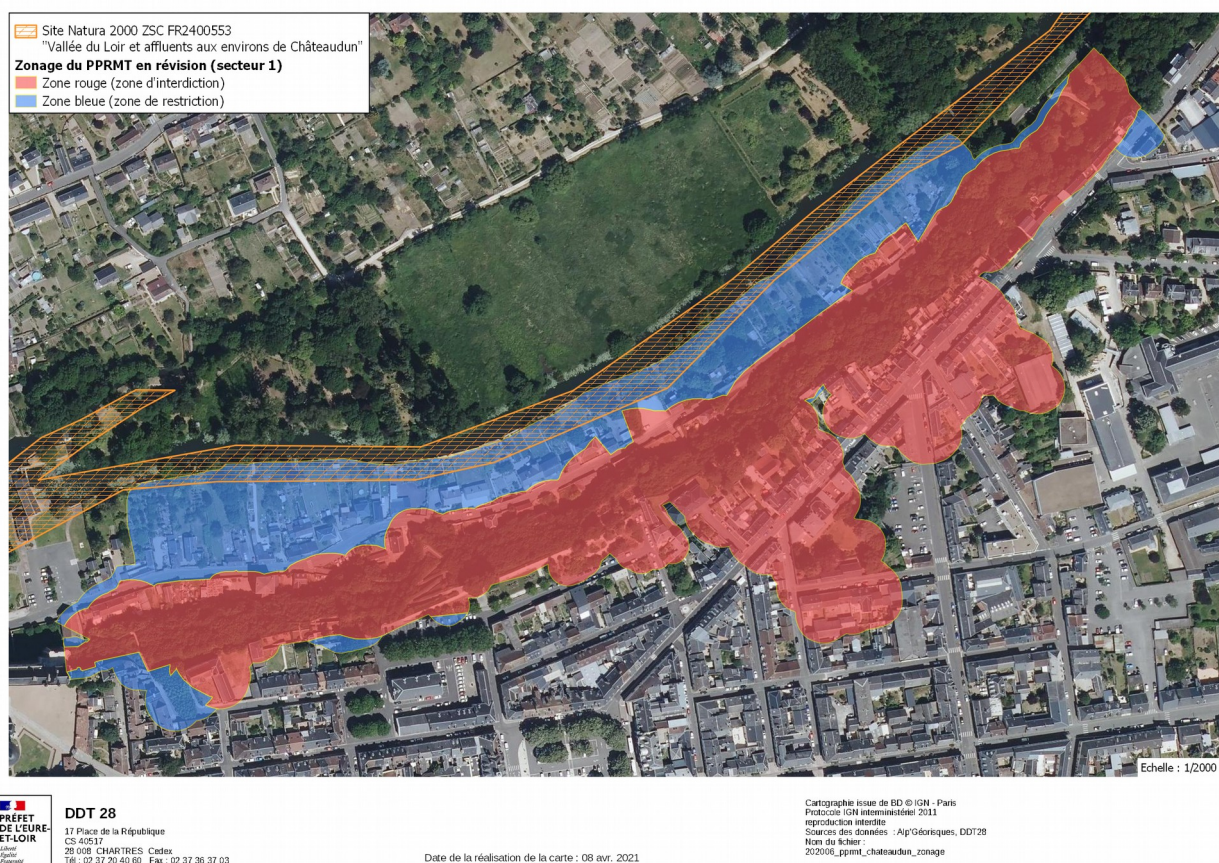 Site Natura 2000 ZSC FR2400553
"Vallée du Loir et affluents aux environs de Châteaudun"
Zonage du PPRMT en révision (secteur 1)
Zone rouge (zone d'interdiction)
Zone bleue (zone de restriction)
Echelle : 1/2000
PRÉFET
DE L'EURE-
ET-LOIR
Liberté
Égalité
Fraternité
DDT 28
17 Place de la République
CS 40517
28 008 CHARTRES Cedex
Tél : 02 37 20 40 60 Fax : 02 37 36 37 03
Date de la réalisation de la carte : 08 avr. 2021
Cartographie issue de BD © IGN - Paris
Protocole IGN interministériel 2011
reproduction interdite
Sources des données : Alp'Géorisques, DDT28
Nom du fichier :
202006_pprmt_chateaudun_zonage